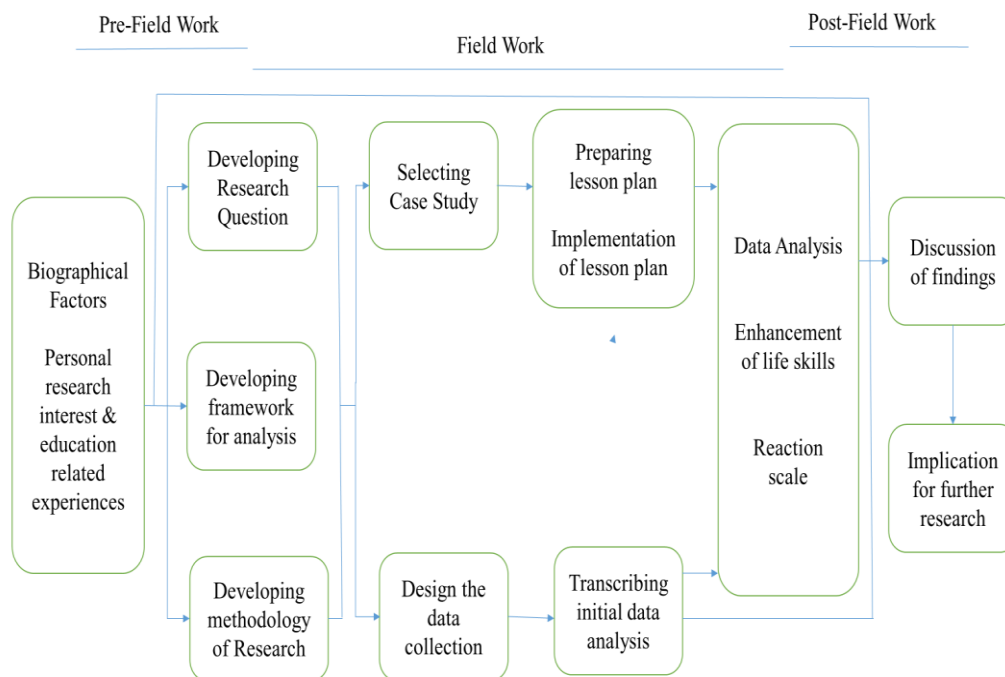 Pre-Field Work
Field Work
Post-Field Work
Biographical
Factors
Personal
research
interest &
education
related
experiences
Developing
Research
Question
Developing
framework
for analysis
Developing
methodology
of Research
Selecting
Case Study
Preparing
lesson plan
Implementation
of lesson plan
Design the
data
collection
Transcribing
initial data
analysis
Data Analysis
Enhancement
of life skills
Reaction
scale
Discussion
of findings
Implication
for further
research